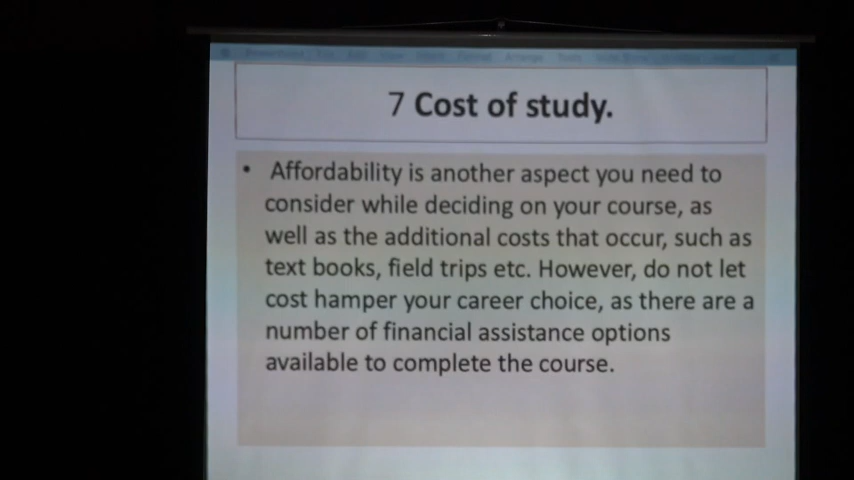 7 Cost of study.
• Affordability is another aspect you need to
consider while deciding on your course, as
well as the additional costs that occur, such as
text books, field trips etc. However, do not let
cost hamper your career choice, as there are a
number of financial assistance options
available to complete the course.